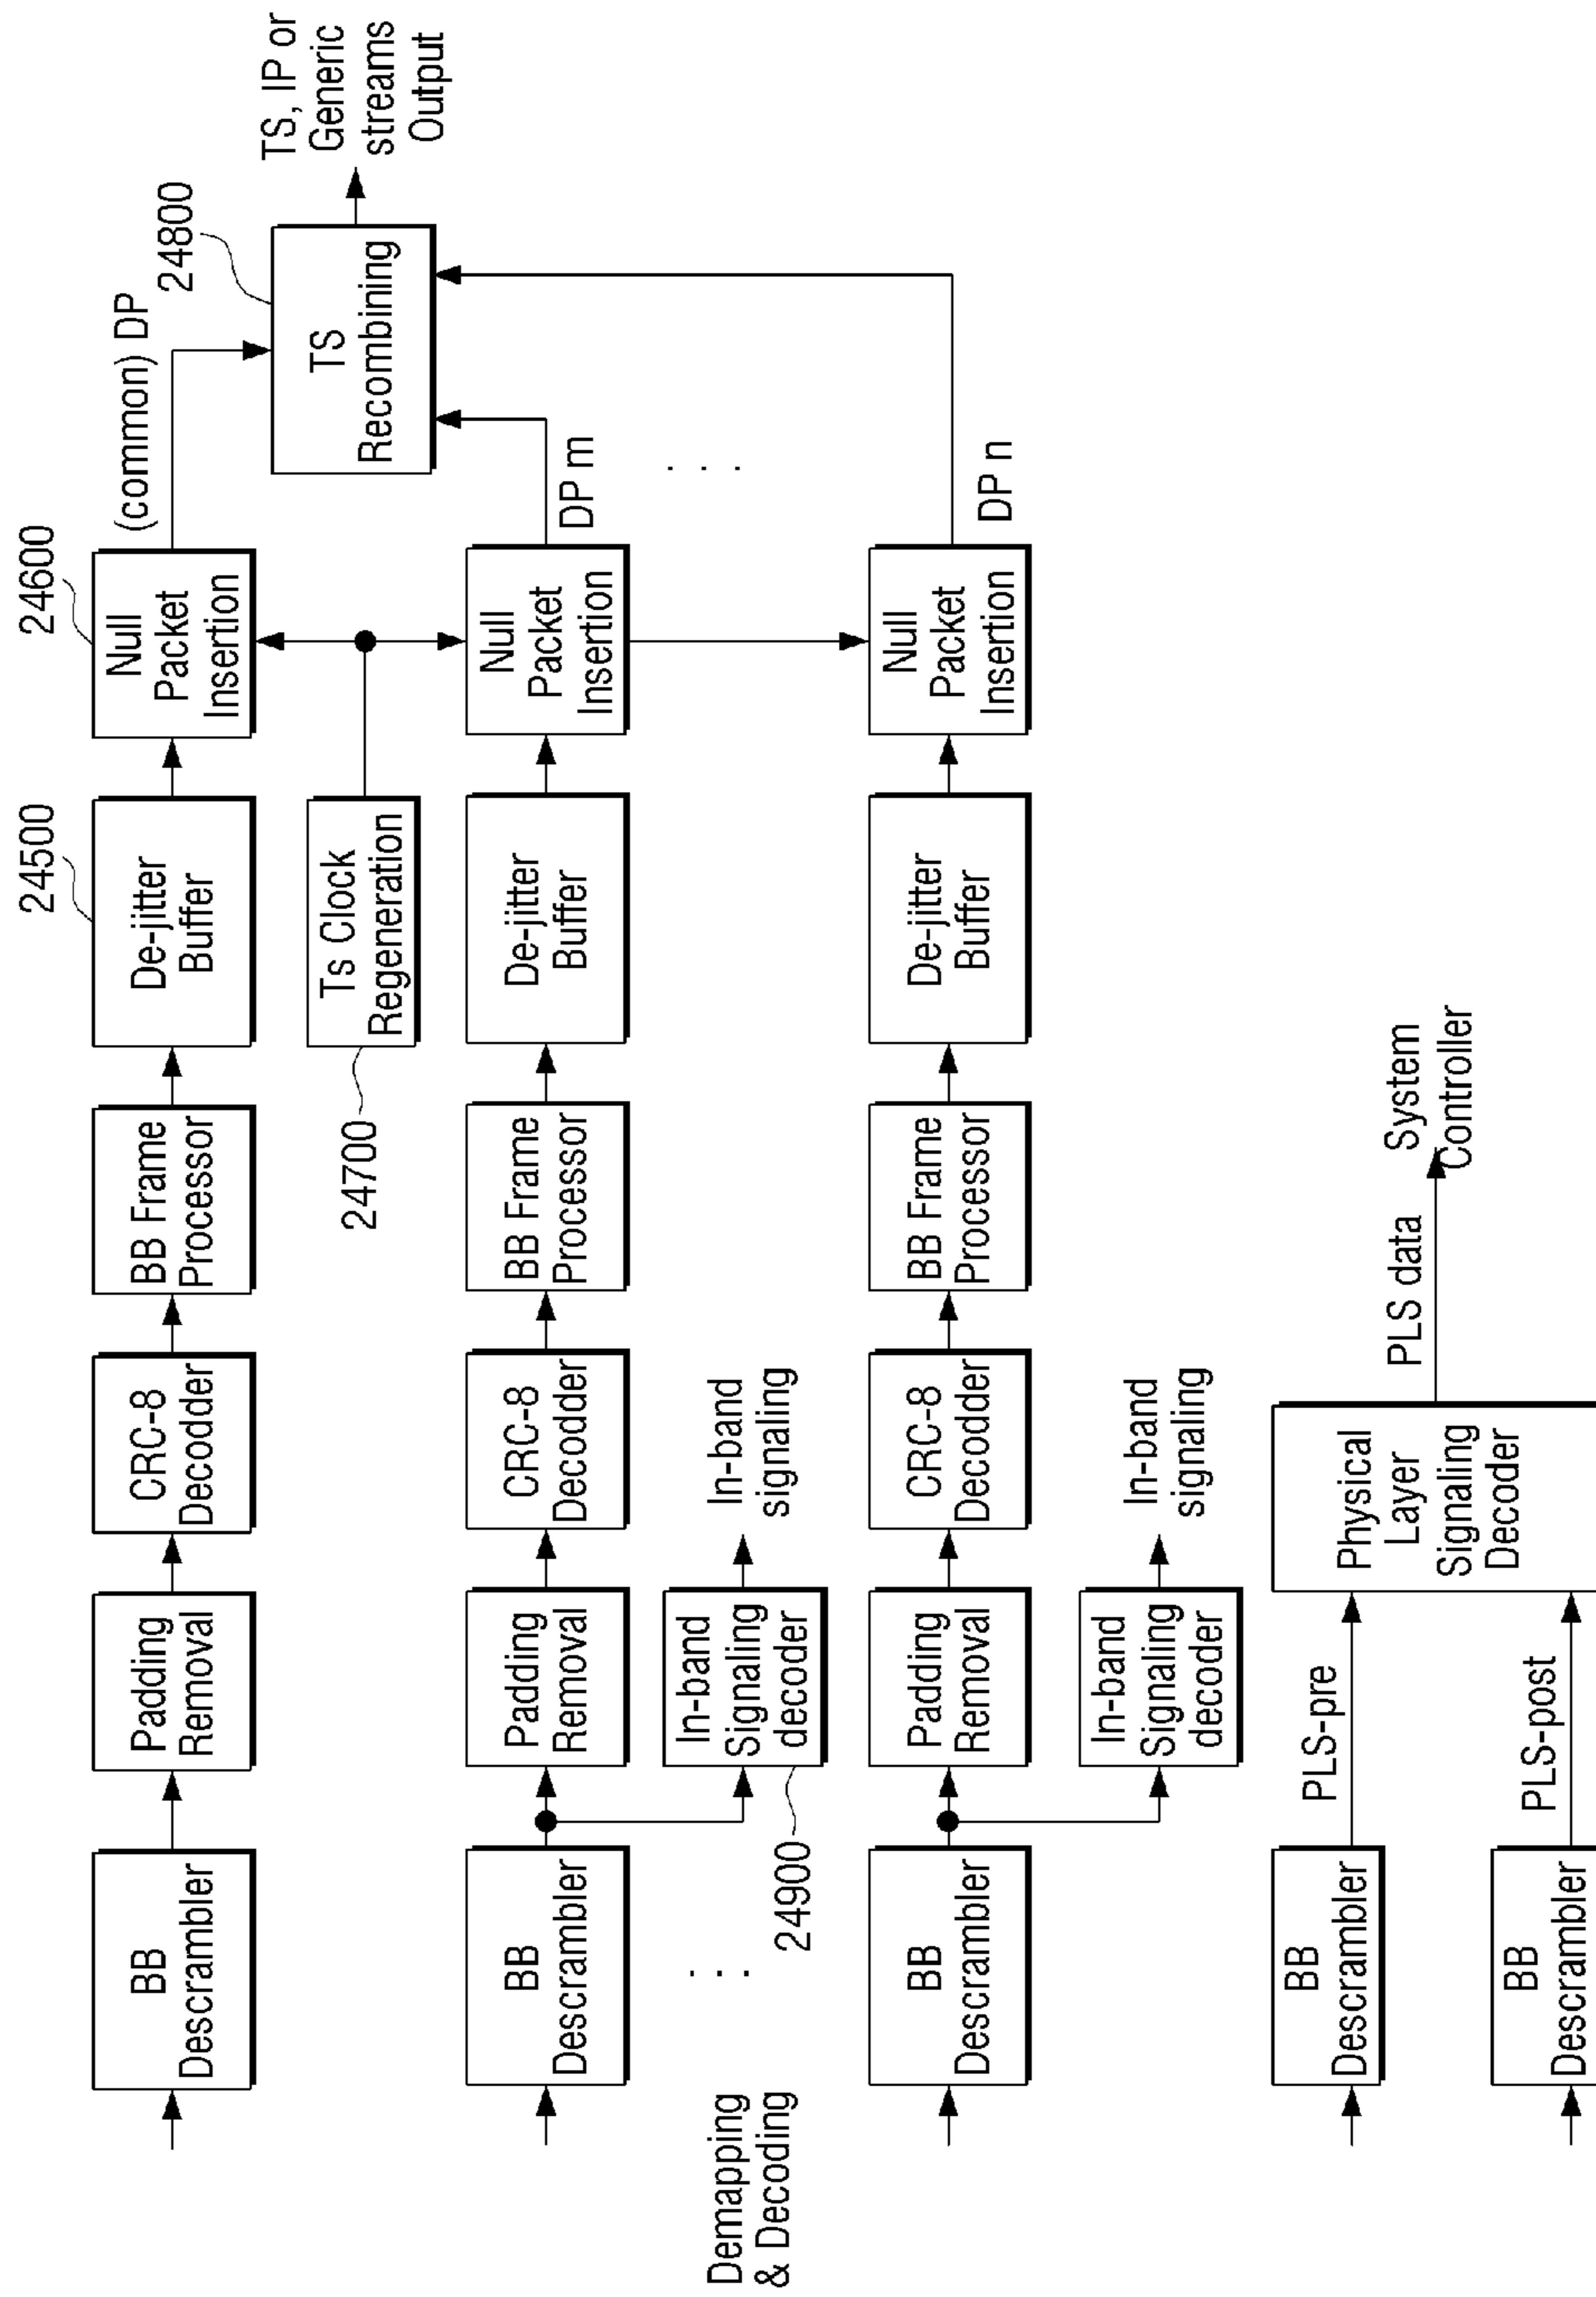 24500
24600
(common) DP
24800
BB
Descrambler
Padding
Removal
CRC-8
Decodder
BB Frame
Processor
De-jitter
Buffer
Null
Packet
Insertion
TS
Recombining
TS, IP or
Generic
streams
Output
24700
Ts Clock
Regeneration
BB
Descrambler
Padding
Removal
CRC-8
Decodder
BB Frame
Processor
De-jitter
Buffer
Null
Packet
Insertion
DP m
. . .
24900
In-band
Signaling
decoder
In-band
signaling
. . .
Demapping
& Decoding
BB
Descrambler
Padding
Removal
CRC-8
Decodder
BB Frame
Processor
De-jitter
Buffer
Null
Packet
Insertion
DP n
In-band
Signaling
decoder
In-band
signaling
BB
Descrambler
PLS-pre
Physical
Layer
Signaling
Decoder
PLS data
System
Controller
BB
Descrambler
PLS-post